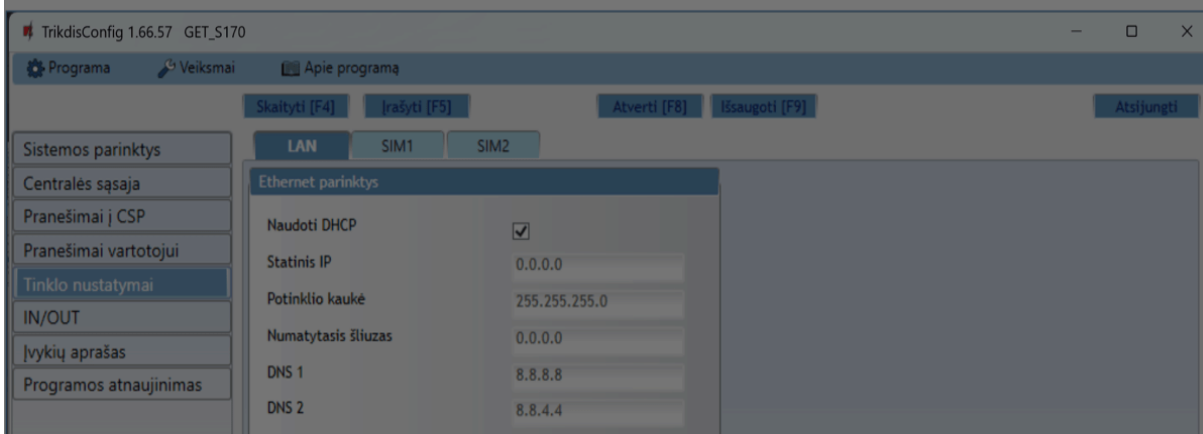 TrikdisConfig 1.66.57 GET_S170
Programa Veiksmai Apie programą
Skaityti [F4] Įrašyti [F5] Atverti [F8] Išsaugoti [F9] Atsijungti
Sistemos parinktys
Centralės sąsaja
Pranešimai į CSP
Pranešimai vartotojui
Tinklo nustatymai
IN/OUT
Įvykių aprašas
Programos atnaujinimas
LAN SIM1 SIM2
Ethernet parinktys
Naudoti DHCP
Statinis IP 0.0.0.0
Potinklio kaukė 255.255.255.0
Numatytasis šliuzas 0.0.0.0
DNS 1 8.8.8.8
DNS 2 8.8.4.4